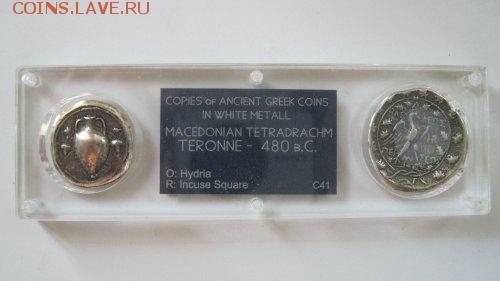 COINS.LAVE.RU
COPIES of ANCIENT GREEK COINS
IN WHITE METALL
MACEDONIAN TETRADRACHM
TERONNE - 480 B.C.
O: Hydria
R: Incuse Square C41